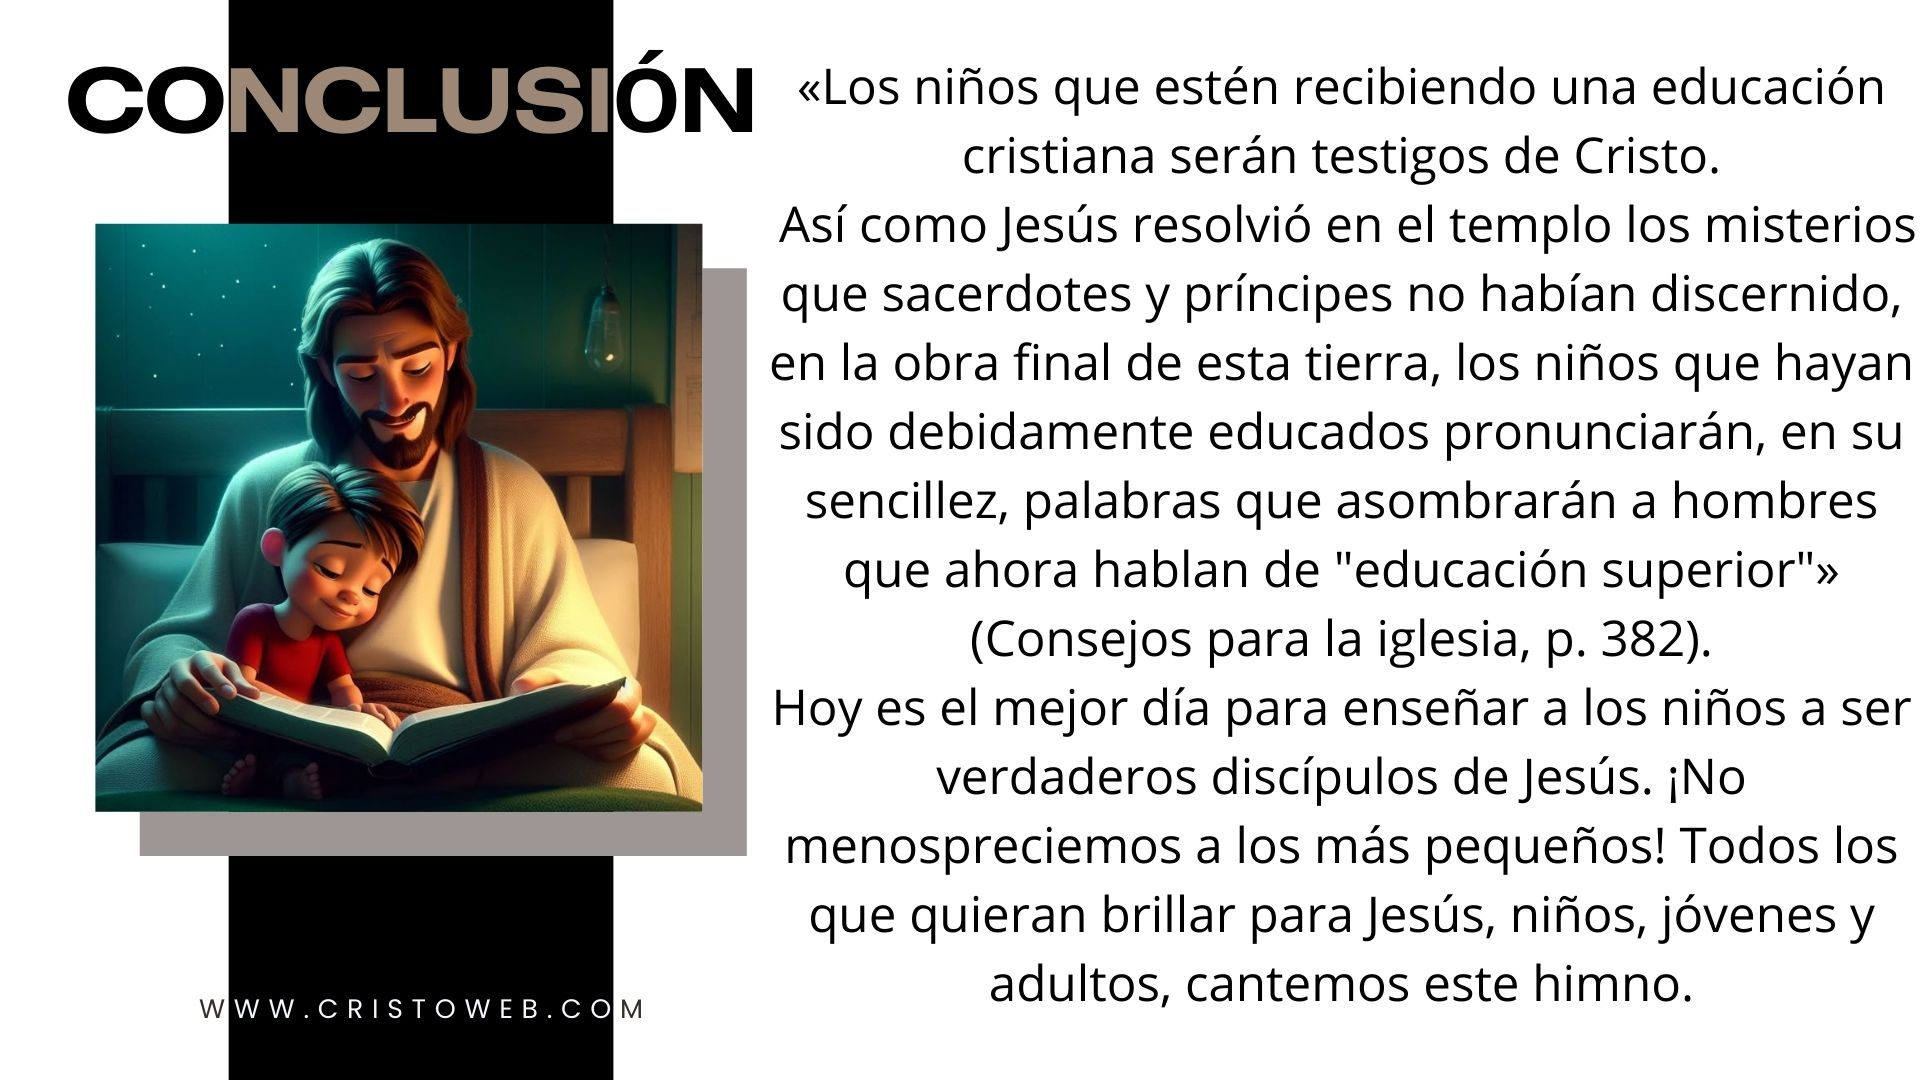 CONCLUSIÓN
«Los niños que estén recibiendo una educación
cristiana serán testigos de Cristo.
Así como Jesús resolvió en el templo los misterios
que sacerdotes y príncipes no habían discernido,
en la obra final de esta tierra, los niños que hayan
sido debidamente educados pronunciarán, en su
sencillez, palabras que asombrarán a hombres
que ahora hablan de "educación superior"»
(Consejos para la iglesia, p. 382).
Hoy es el mejor día para enseñar a los niños a ser
verdaderos discípulos de Jesús. ¡No
menospreciemos a los más pequeños! Todos los
que quieran brillar para Jesús, niños, jóvenes y
adultos, cantemos este himno.
WWW.CRISTOWEB.COM